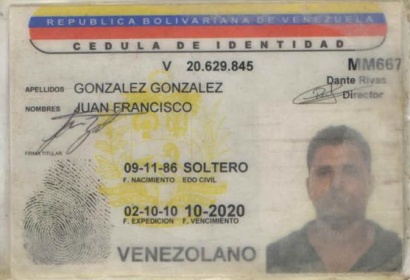 REPUBLICA BOLIVARIANA DE VENEZUELA
CEDULA DE IDENTIDAD
V 20.629.845 MM667
Dante Rivas
Director
APELLIDOS GONZALEZ GONZALEZ
NOMBRES JUAN FRANCISCO
FIRMA TITULAR
09-11-86 SOLTERO
F. NACIMIENTO EDO CIVIL
02-10-10 10-2020
F. EXPEDICION F. VENCIMIENTO
VENEZOLANO